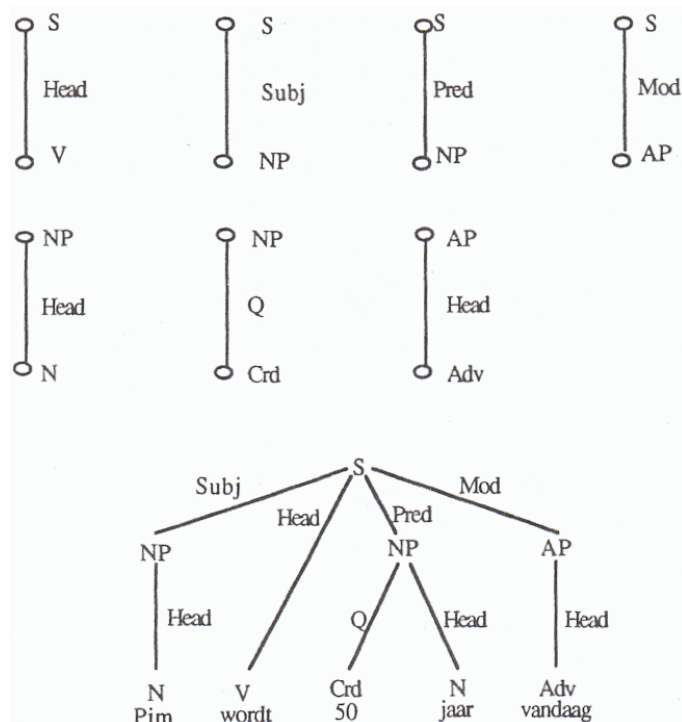 S S S S
Head Subj Pred Mod
V NP NP AP
NP NP AP
Head Q Head
N Crd Adv
S
Subj Mod
Head Pred
NP NP AP
Head Q Head Head
N V Crd N Adv
Pim wordt 50 jaar vandaag